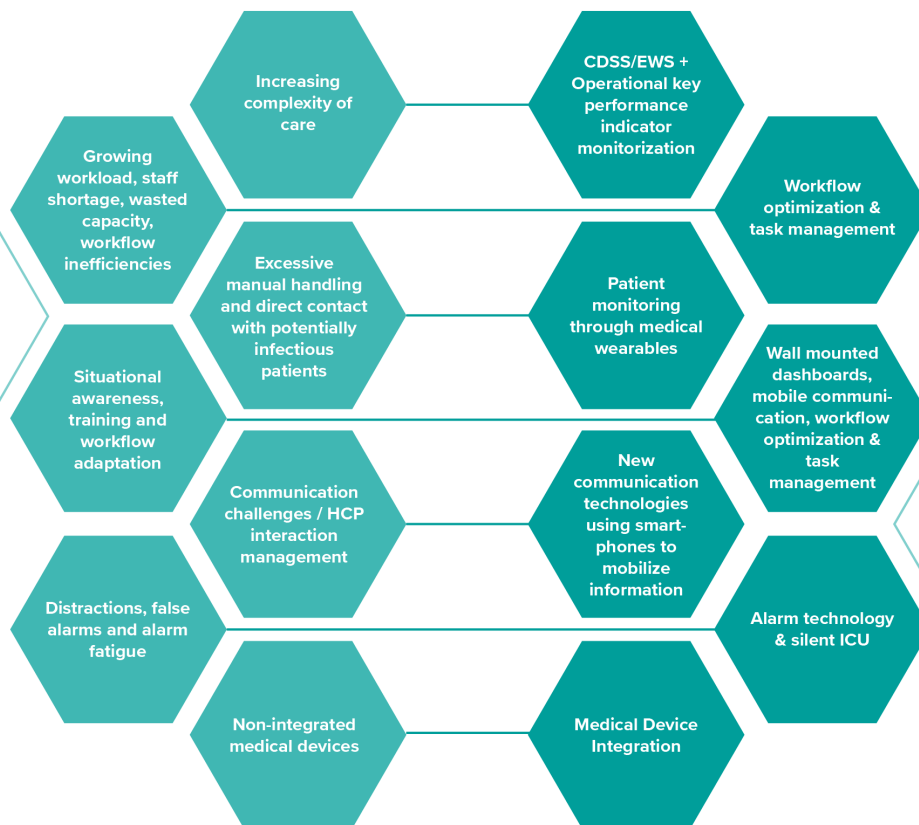 Increasing
complexity of
care
CDSS/EWS +
Operational key
performance
indicator
monitorization
Growing
workload, staff
shortage, wasted
capacity,
workflow
inefficiencies
Workflow
optimization &
task management
Excessive
manual handling
and direct contact
with potentially
infectious
patients
Patient
monitoring
through medical
wearables
Situational
awareness,
training and
workflow
adaptation
Wall mounted
dashboards,
mobile communi-
cation, workflow
optimization &
task
management
Communication
challenges / HCP
interaction
management
New
communication
technologies
using smart-
phones to
mobilize
information
Distractions, false
alarms and alarm
fatigue
Alarm technology
& silent ICU
Non-integrated
medical devices
Medical Device
Integration